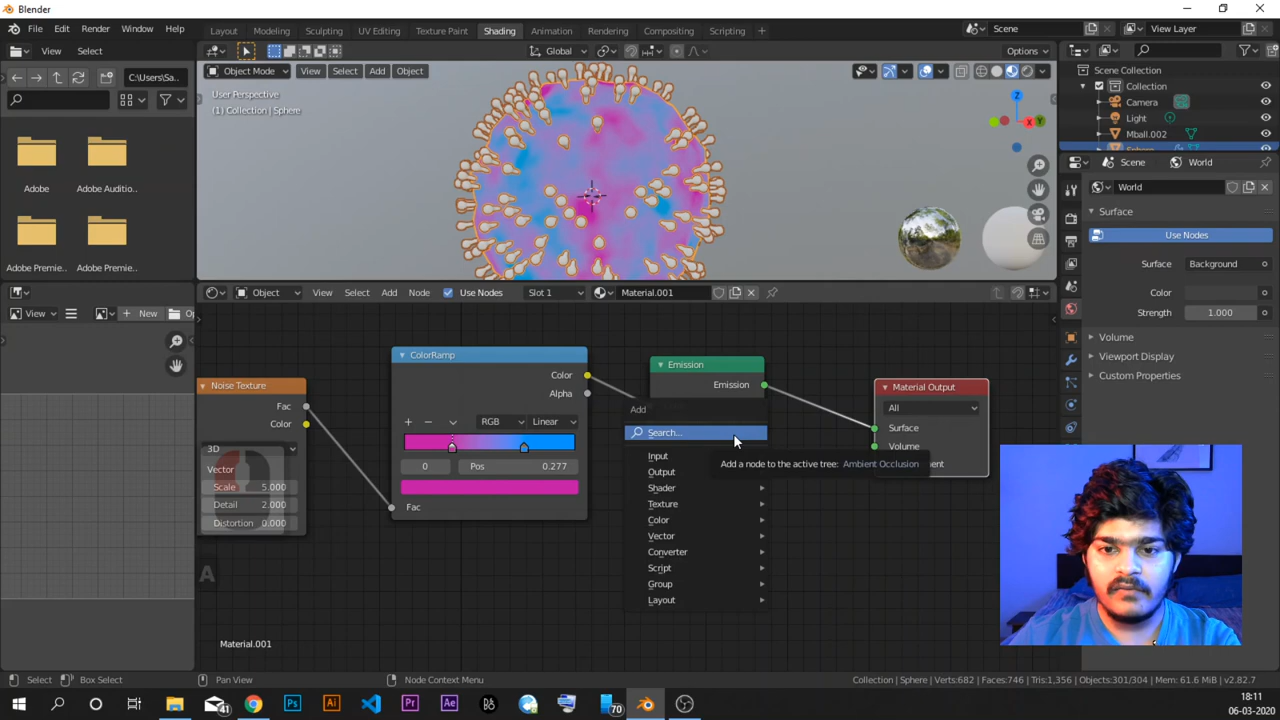 Blender
File Edit Render Window Help
Layout Modeling Sculpting UV Editing Texture Paint Shading Animation Rendering Compositing Scripting +
Scene
View Layer
View Select
Global
Options
C:\Users\Sa..
Object Mode View Select Add Object
User Perspective
(1) Collection | Sphere
Z
X
Y
Scene Collection
Collection
Camera
Light
Mball.002
Sphere
Adobe
Adobe Auditio..
Adobe Premie..
Adobe Premie..
Scene
World
World
Surface
Use Nodes
Surface Background
Color
Strength 1.000
Volume
Viewport Display
Custom Properties
View
New
Object View Select Add Node Use Nodes Slot 1 Material.001
Noise Texture
Fac
Color
3D
Vector
Scale 5.000
Detail 2.000
Distortion 0.000
A
ColorRamp
Color
Alpha
RGB Linear
0 Pos 0.277
Fac
Emission
Emission
Add
Search...
Input
Output
Shader
Texture
Color
Vector
Converter
Script
Group
Layout
Add a node to the active tree: Ambient Occlusion
Material Output
All
Surface
Volume
Material.001
Select
Box Select
Pan View
Node Context Menu
Collection | Sphere | Verts:682 | Faces:746 | Tris:1,356 | Objects:301/304 | Mem: 61.6 MiB | v2.82.7
41
Ps
Ai
Pr
Ae
70
18:11
06-03-2020